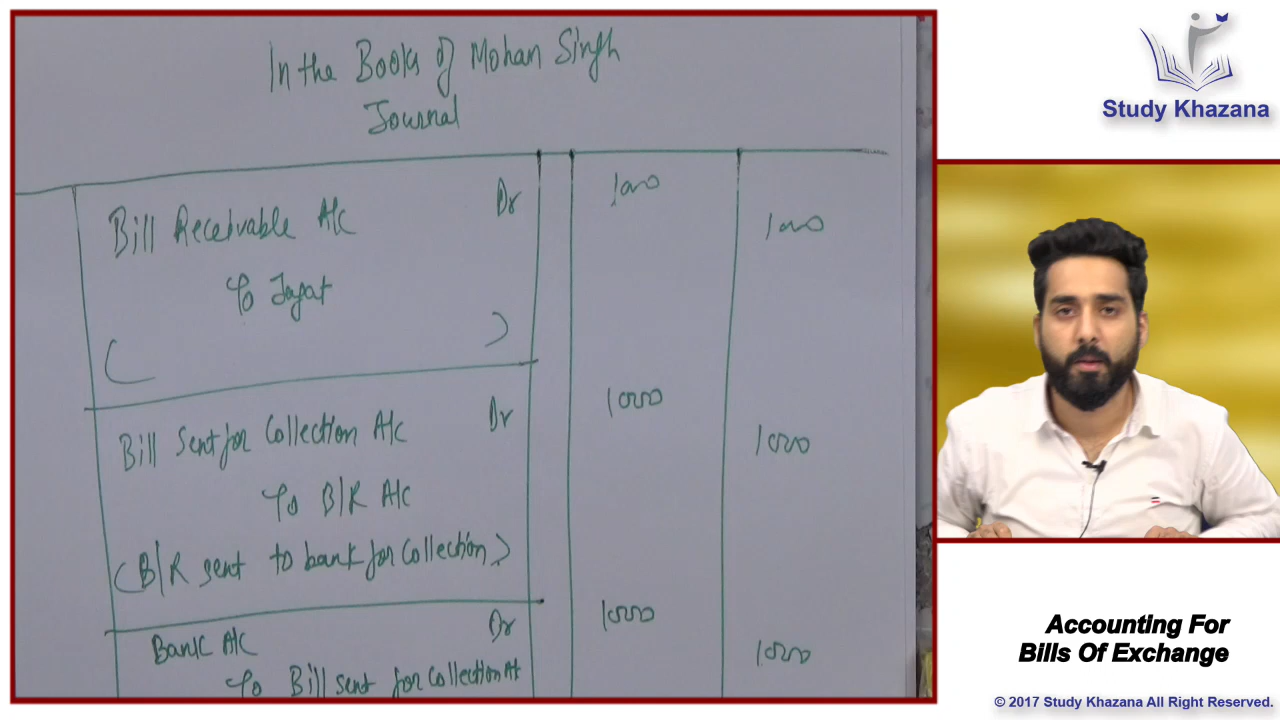 In the Books of Mohan Singh
Journal
Bill Receivable A/c Dr 1000
To Jagat 1000
( )
Bill Sent for Collection A/c Dr 1000
To B/R A/c 1000
(B/R sent to bank for collection)
Bank A/c Dr 1000
To Bill sent for collection A/c 1000
Study Khazana
Accounting For
Bills Of Exchange
© 2017 Study Khazana All Right Reserved.